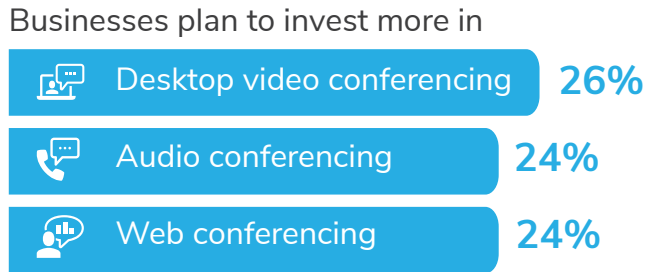 Businesses plan to invest more in
Desktop video conferencing 26%
Audio conferencing 24%
Web conferencing 24%